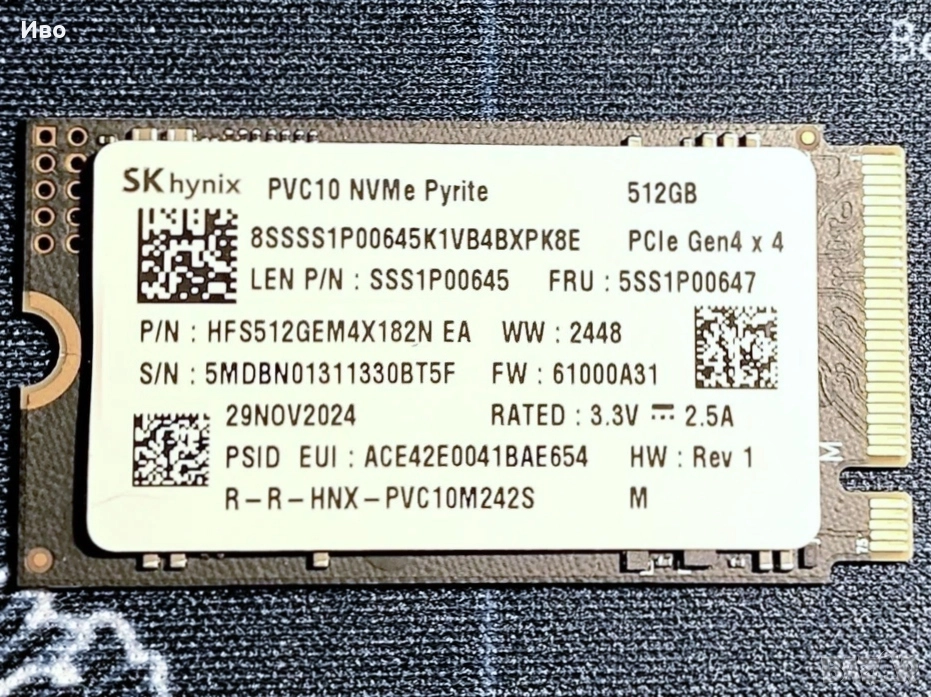 Иво
SK hynix PVC10 NVMe Pyrite 512GB
8SSSS1P00645K1VB4BXPK8E PCIe Gen4 x 4
LEN P/N : SSS1P00645 FRU : 5SS1P00647
P/N : HFS512GEM4X182N EA WW : 2448
S/N : 5MDBN01311330BT5F FW : 61000A31
29NOV2024 RATED : 3.3V ⎓ 2.5A
PSID EUI : ACE42E0041BAE654 HW : Rev 1
R-R-HNX-PVC10M242S M
M
75